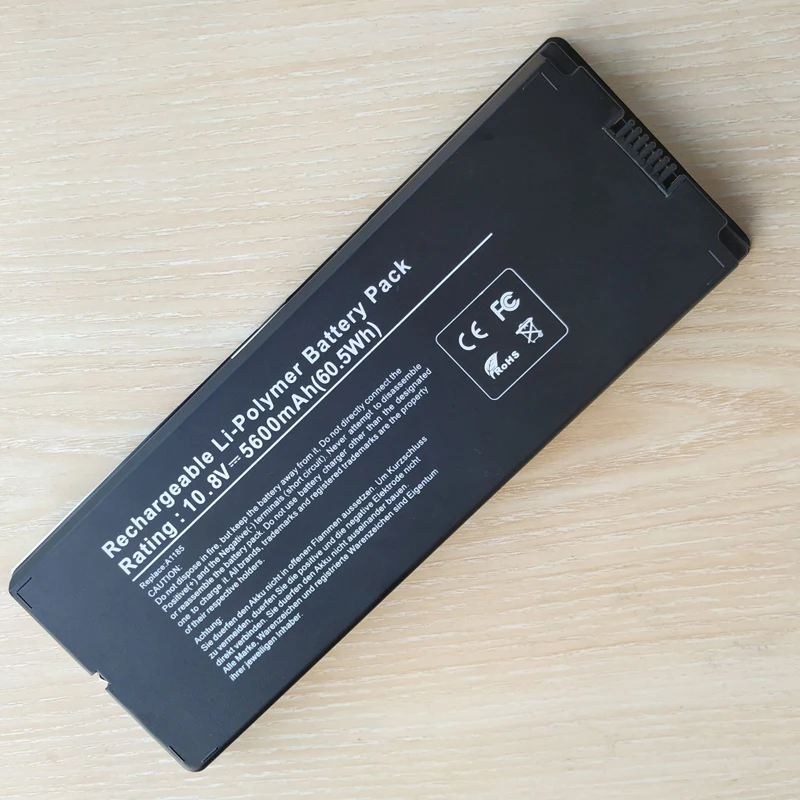 Rechargeable Li-Polymer Battery Pack
Rating : 10.8V⎓5600mAh(60.5Wh)
Replace:A1185
CAUTION:
Do not dispose in fire, but keep the battery away from it, Do not directly connect the
Positive(+) and the Negative(-) terminals (short circuit). Never attempt to disassemble
or reassemble the battery pack. Do not use battery charger other than the designated
one to charge it. All brands, trademarks and registered trademarks are the property
of their respective holders.
Achtung:
Sie duerfen den Akku nicht in offenen Flammen aussetzen: Um Kurzschluss
zu vermeiden, duerfen Sie die positive und die negative Elektrode nicht
direkt verbinden. Sie duerfen den Akku nicht auseinander bauen.
Alle Marke, Warenzeichen und registrierte Warenzeichen sind Eigentum
ihrer jeweiligen Inhaber.
CE FC
RoHS